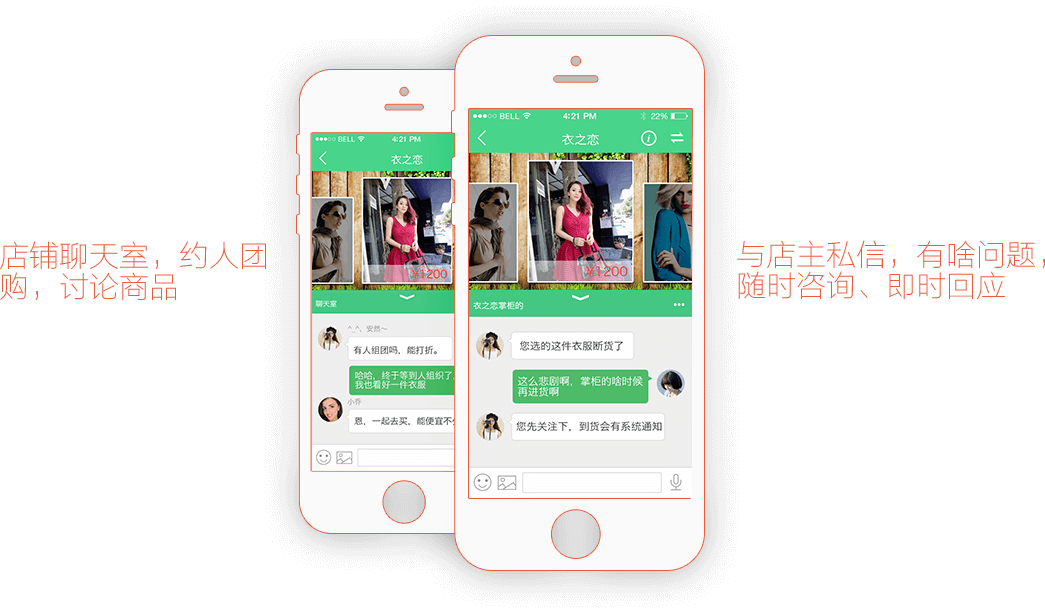 店铺聊天室，约人团
购，讨论商品
BELL 4:21 PM
衣之恋
¥1200
聊天室
^_^、安然～
有人组团吗，能打折。
哈哈，终于等到人组织了
我也看好一件衣服
小乔
恩，一起去买，能便宜不
BELL 4:21 PM 22%
衣之恋
¥1200
衣之恋掌柜的
您选的这件衣服断货了
这么悲剧啊，掌柜的啥时候
再进货啊
您先关注下，到货会有系统通知
与店主私信，有啥问题，
随时咨询、即时回应